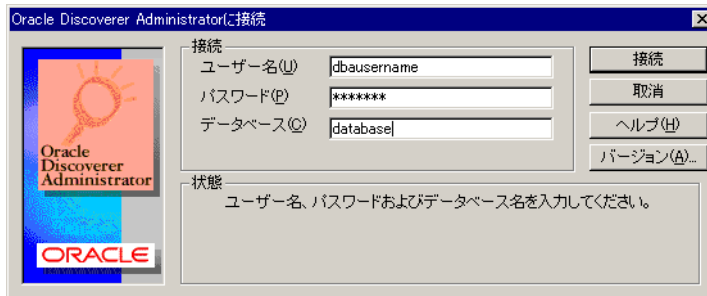 Oracle Discoverer Administratorに接続
接続
ユーザー名(U) dbausername
パスワード(P) *******
データベース(C) database
接続
取消
ヘルプ(H)
バージョン(A)...
Oracle
Discoverer
Administrator
ORACLE
状態
ユーザー名、パスワードおよびデータベース名を入力してください。